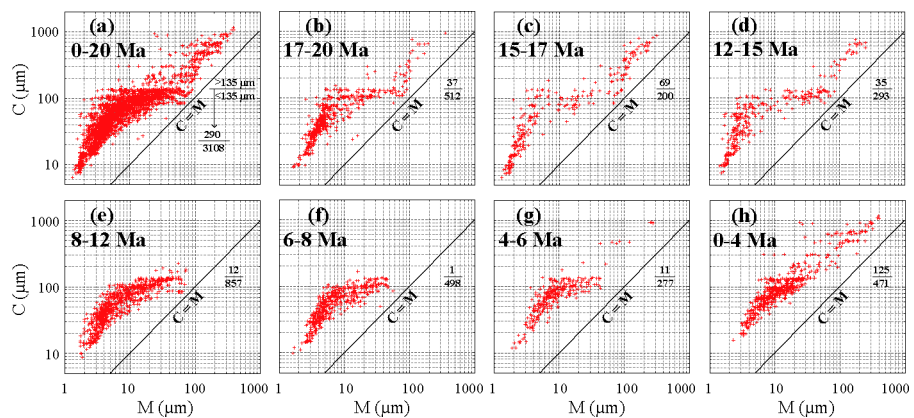 (a)
0-20 Ma
>135 μm
<135 μm
290
3108
C = M
(b)
17-20 Ma
37
512
C = M
(c)
15-17 Ma
69
200
C = M
(d)
12-15 Ma
35
293
C = M
1000
100
10
C (μm)
(e)
8-12 Ma
12
857
C = M
(f)
6-8 Ma
1
498
C = M
(g)
4-6 Ma
11
277
C = M
(h)
0-4 Ma
125
471
C = M
1000
100
10
C (μm)
1 10 100 1000 1 10 100 1000 1 10 100 1000 1 10 100 1000
M (μm) M (μm) M (μm) M (μm)